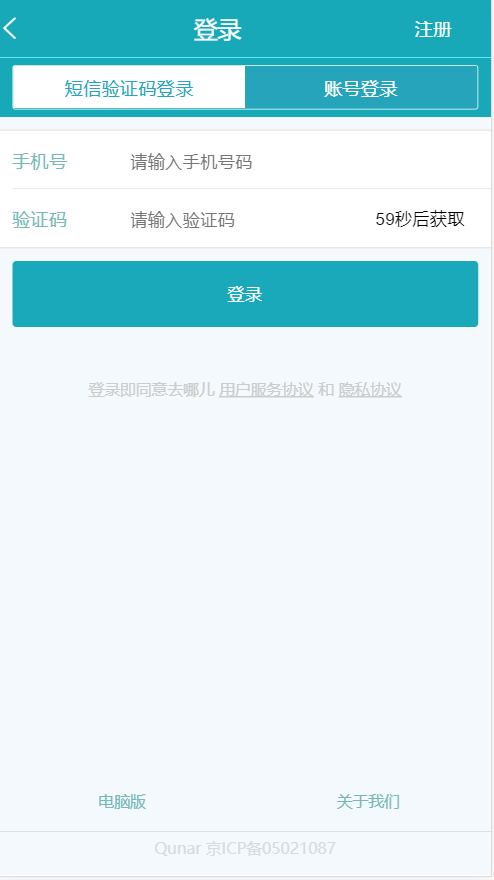 登录 注册
短信验证码登录 账号登录
手机号 请输入手机号码
验证码 请输入验证码 59秒后获取
登录
登录即同意去哪儿 用户服务协议 和 隐私协议
电脑版 关于我们
Qunar 京ICP备05021087